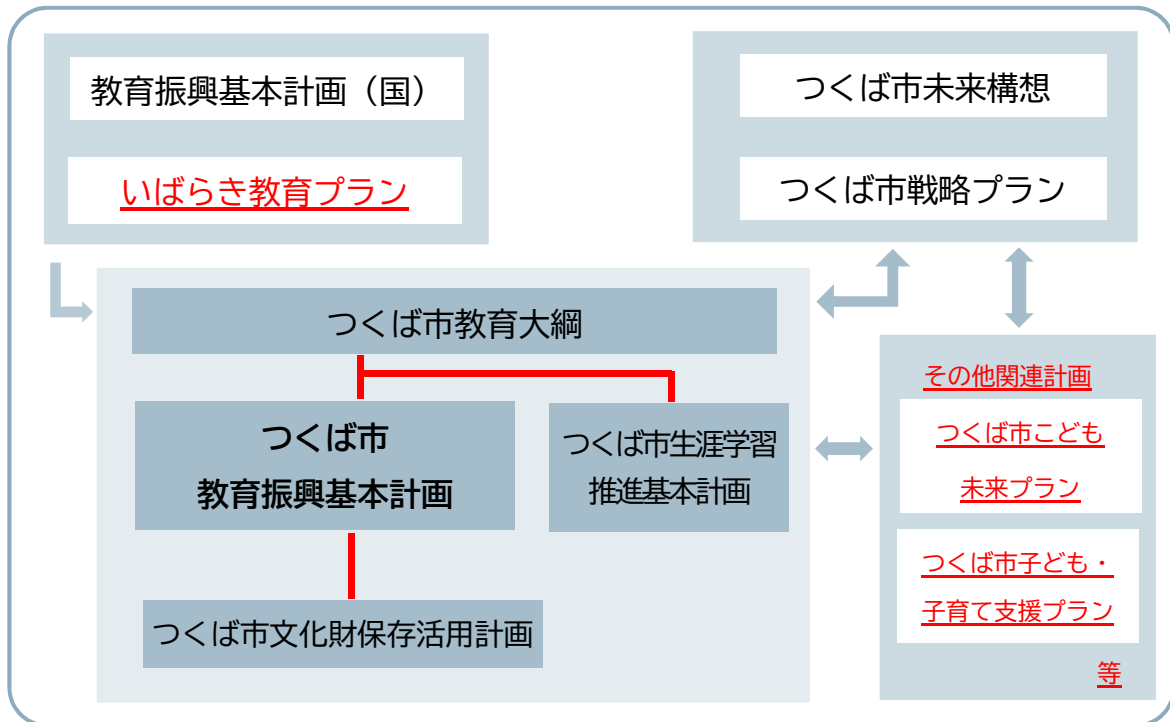 教育振興基本計画（国）
いばらき教育プラン
つくば市未来構想
つくば市戦略プラン
つくば市教育大綱
つくば市
教育振興基本計画
つくば市生涯学習
推進基本計画
つくば市文化財保存活用計画
その他関連計画
つくば市こども
未来プラン
つくば市子ども・
子育て支援プラン
等